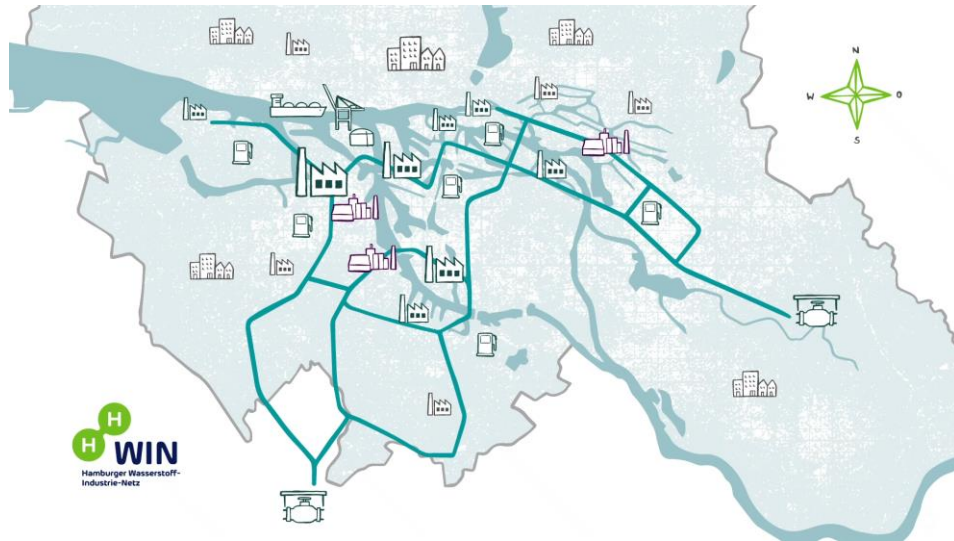 N
W O
S
H H
WIN
Hamburger Wasserstoff-
Industrie-Netz